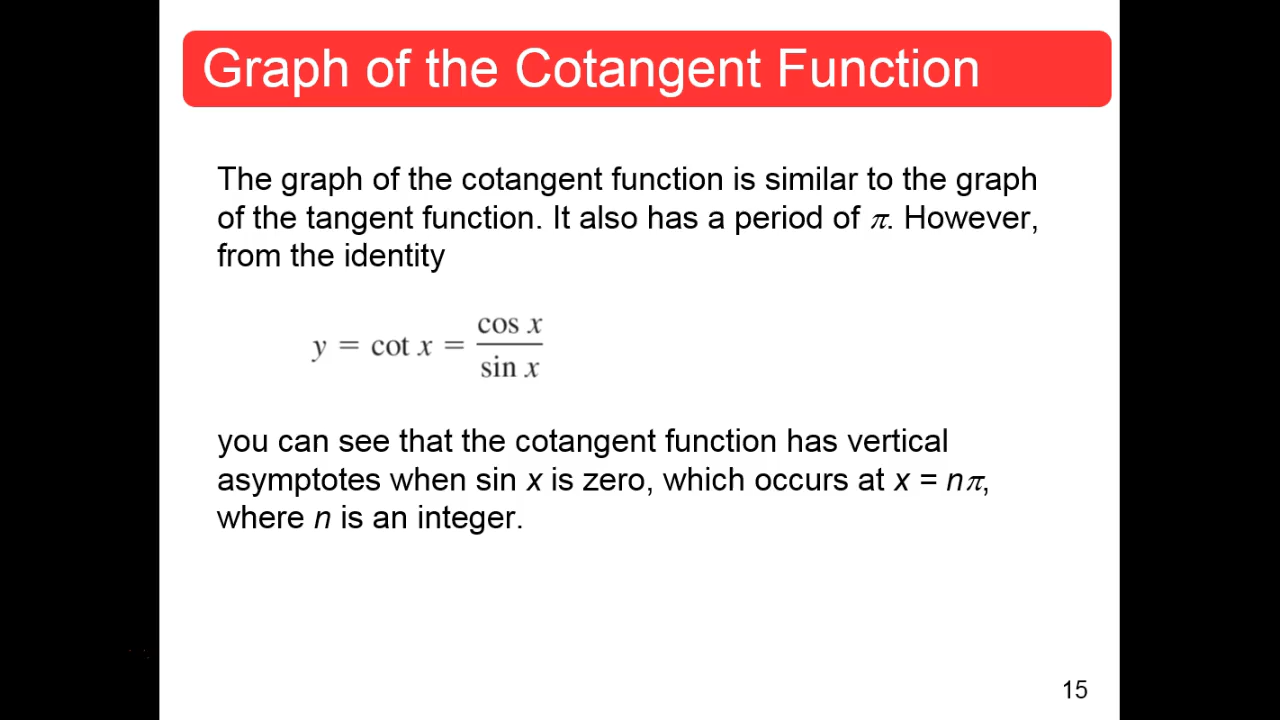 Graph of the Cotangent Function
The graph of the cotangent function is similar to the graph
of the tangent function. It also has a period of π. However,
from the identity
y = cot x = cos x / sin x
you can see that the cotangent function has vertical
asymptotes when sin x is zero, which occurs at x = nπ,
where n is an integer.
15